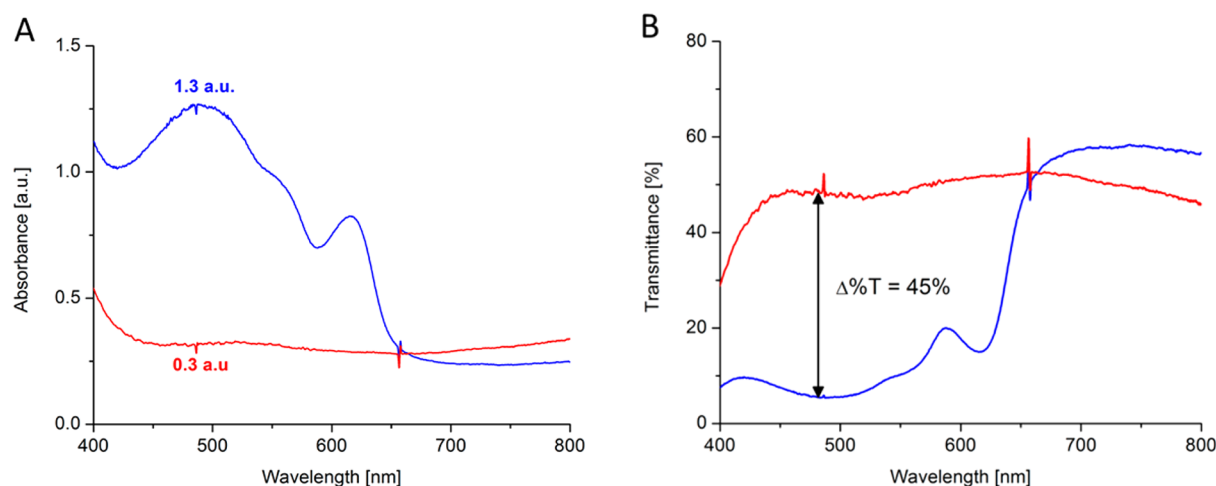 A
1.5
1.3 a.u.
1.0
Absorbance [a.u.]
0.5
0.3 a.u
0.0
400
500
600
700
800
Wavelength [nm]
B
80
60
Transmittance [%]
40
Δ%T = 45%
20
0
400
500
600
700
800
Wavelength [nm]